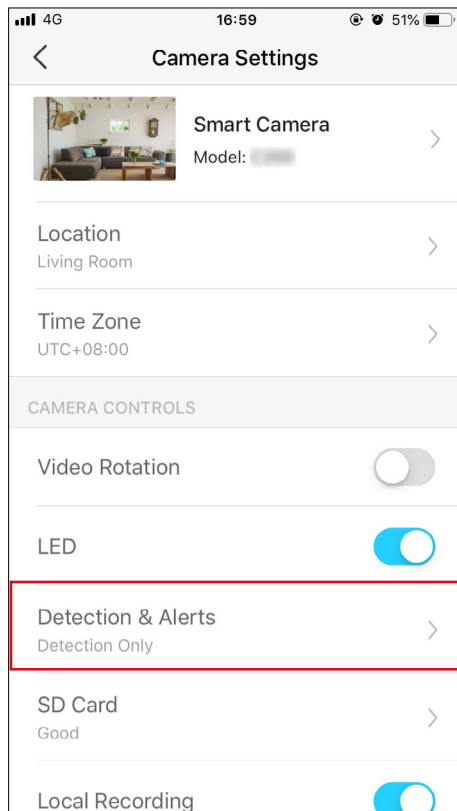 4G 16:59 51%
Camera Settings
Smart Camera
Model:
Location
Living Room
Time Zone
UTC+08:00
CAMERA CONTROLS
Video Rotation
LED
Detection & Alerts
Detection Only
SD Card
Good
Local Recording